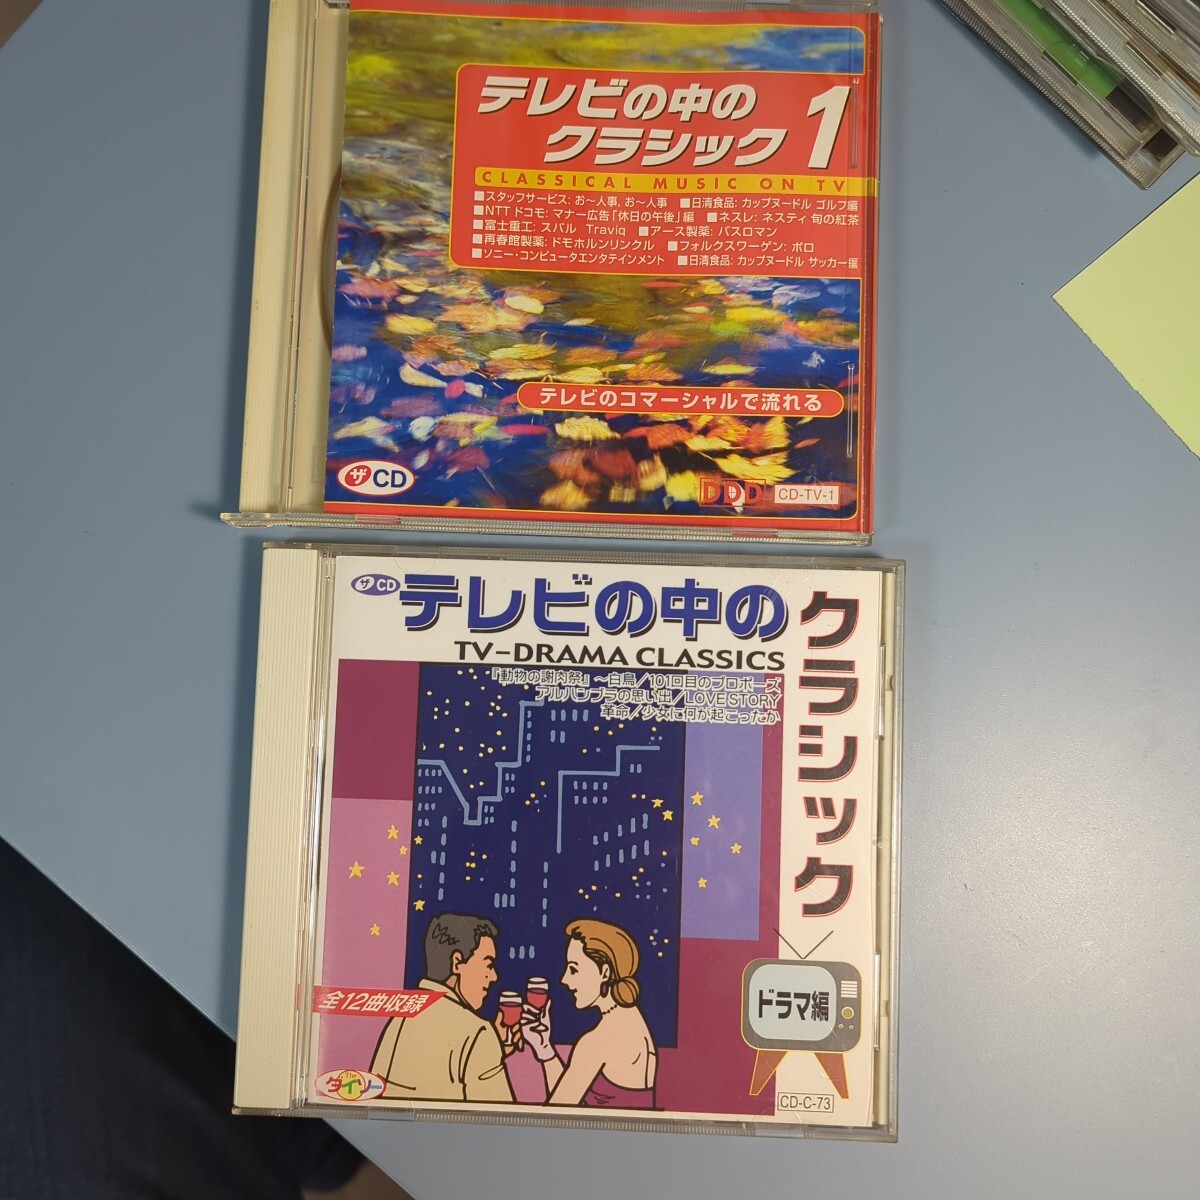 テレビの中の
クラシック 1
CLASSICAL MUSIC ON TV
■スタッフサービス: お〜人事, お〜人事 ■日清食品: カップヌードル ゴルフ編
■NTTドコモ: マナー広告「休日の午後」編 ■ネスレ: ネスティ 旬の紅茶
■富士重工: スバル Traviq ■アース製薬: バスロマン
■再春館製薬: ドモホルンリンクル ■フォルクスワーゲン: ポロ
■ソニー・コンピュータエンタテインメント ■日清食品: カップヌードル サッカー編
テレビのコマーシャルで流れる
ザ CD
DDD CD-TV-1
ザ CD
テレビの中の
クラシック
TV-DRAMA CLASSICS
『動物の謝肉祭』〜白鳥/101回目のプロポーズ
アルハンブラの思い出/LOVE STORY
革命/少女に何が起こったか
ドラマ編
全12曲収録
The ダイソー
CD-C-73